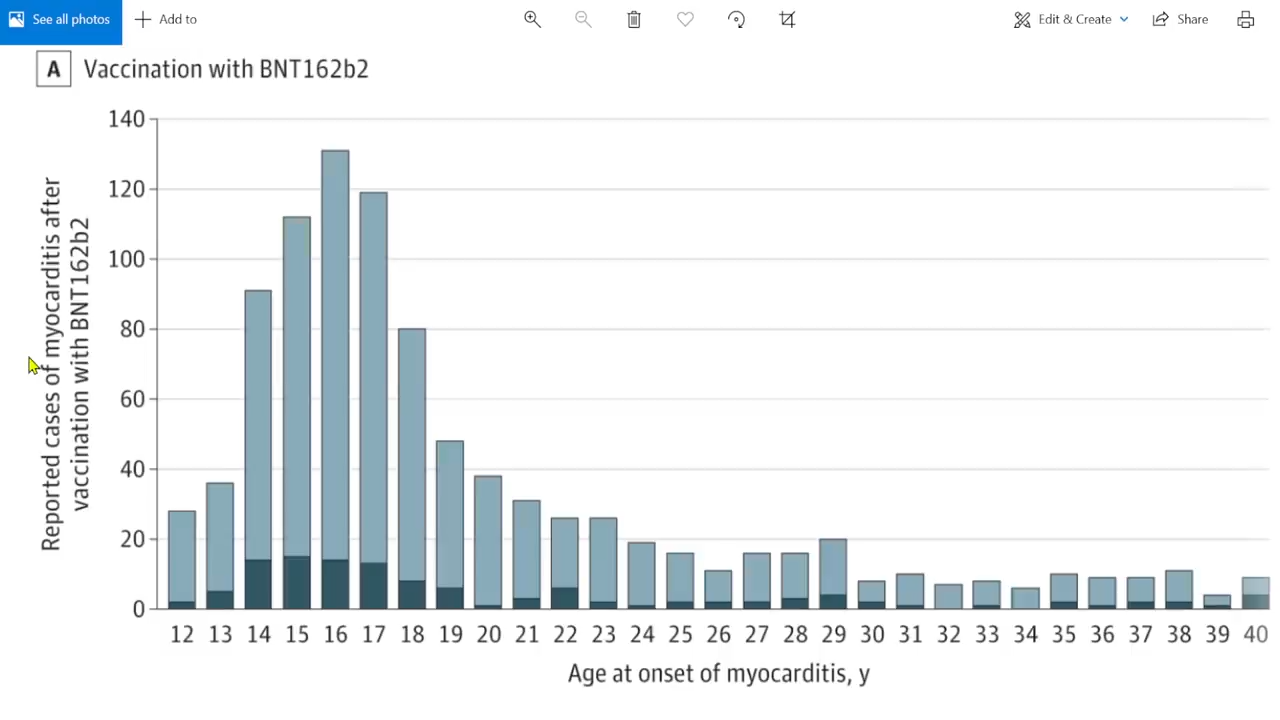 See all photos
Add to
Edit & Create
Share
A Vaccination with BNT162b2
140
120
100
80
60
40
20
0
Reported cases of myocarditis after
vaccination with BNT162b2
12 13 14 15 16 17 18 19 20 21 22 23 24 25 26 27 28 29 30 31 32 33 34 35 36 37 38 39 40
Age at onset of myocarditis, y